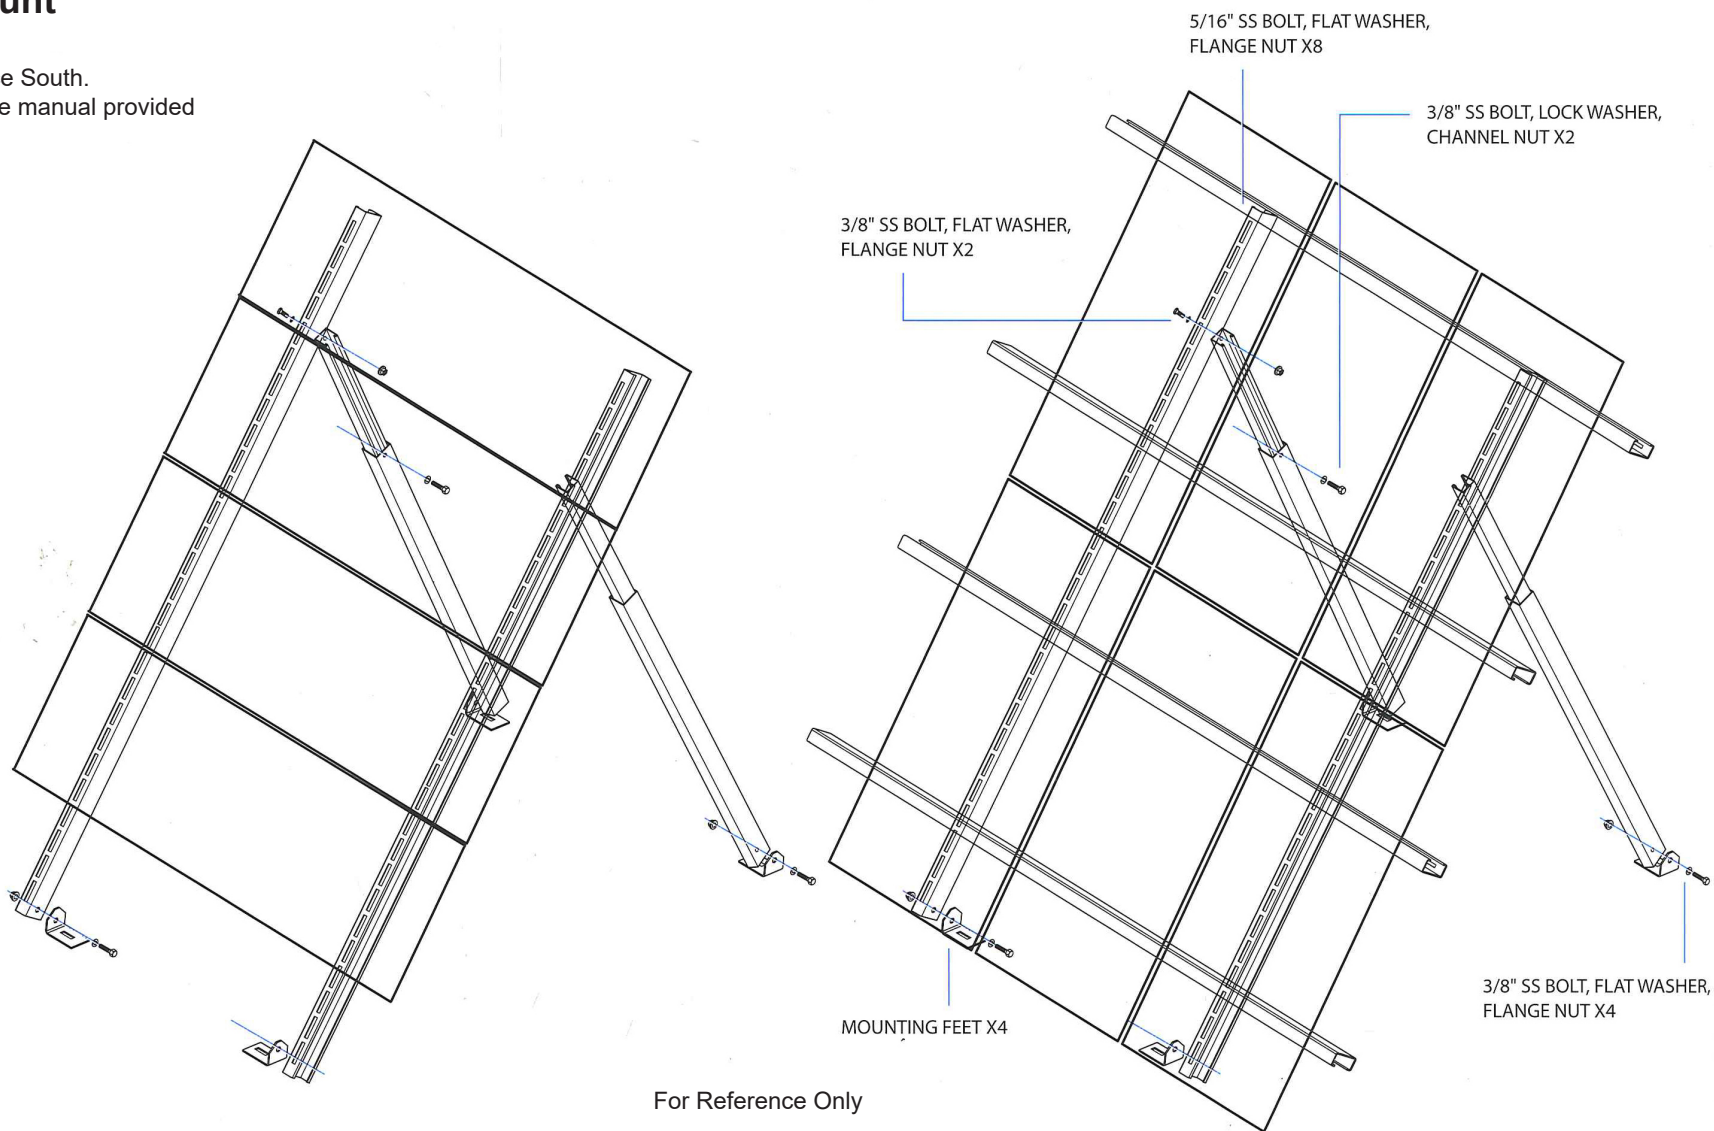 e South.
e manual provided
5/16" SS BOLT, FLAT WASHER,
FLANGE NUT X8
3/8" SS BOLT, LOCK WASHER,
CHANNEL NUT X2
3/8" SS BOLT, FLAT WASHER,
FLANGE NUT X2
3/8" SS BOLT, FLAT WASHER,
FLANGE NUT X4
MOUNTING FEET X4
For Reference Only